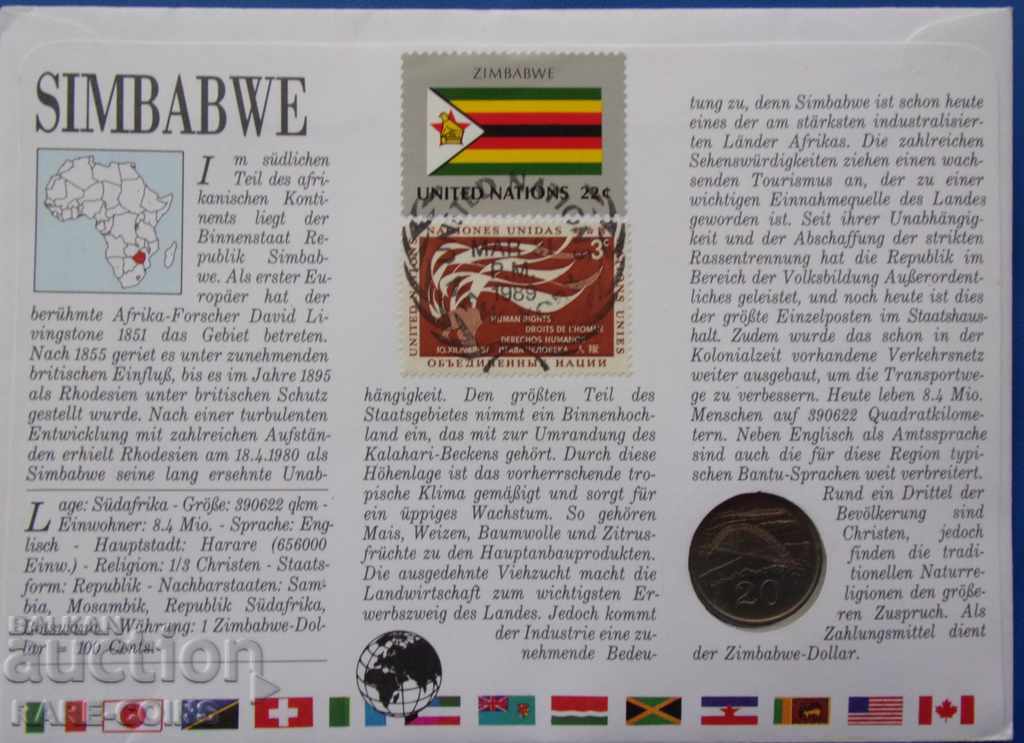 SIMBABWE
Im südlichen
Teil des afri-
kanischen Konti-
nents liegt der
Binnenstaat Re-
publik Simbab-
we. Als erster Eu-
ropäer hat der
berühmte Afrika-Forscher David Li-
vingstone 1851 das Gebiet betreten.
Nach 1855 geriet es unter zunehmenden
britischen Einfluß, bis es im Jahre 1895
als Rhodesien unter britischen Schutz
gestellt wurde. Nach einer turbulenten
Entwicklung mit zahlreichen Aufstän-
den erhielt Rhodesien am 18.4.1980 als
Simbabwe seine lang ersehnte Unab-
Lage: Südafrika - Größe: 390622 qkm -
Einwohner: 8.4 Mio. - Sprache: Eng-
lisch - Hauptstadt: Harare (656000
Einw.) - Religion: 1/3 Christen - Staats-
form: Republik - Nachbarstaaten: Sam-
bia, Mosambik, Republik Südafrika,
Botswana - Währung: 1 Zimbabwe-Dol-
lar = 100 Cents.-
ZIMBABWE
UNITED NATIONS 22¢
NACIONES UNIDAS
3c
UNITED NATIONS
NATIONS UNIES
MAR
P.M.
1989
HUMAN RIGHTS
DROITS DE L'HOMME
DERECHOS HUMANOS
ОБЪЕДИНЕННЫЕ НАЦИИ
hängigkeit. Den größten Teil des
Staatsgebietes nimmt ein Binnenhoch-
land ein, das mit zur Umrandung des
Kalahari-Beckens gehört. Durch diese
Höhenlage ist das vorherrschende tro-
pische Klima gemäßigt und sorgt für
ein üppiges Wachstum. So gehören
Mais, Weizen, Baumwolle und Zitrus-
früchte zu den Hauptanbauprodukten.
Die ausgedehnte Viehzucht macht die
Landwirtschaft zum wichtigsten Er-
werbszweig des Landes. Jedoch kommt
der Industrie eine zu-
nehmende Bedeu-
tung zu, denn Simbabwe ist schon heute
eines der am stärksten industralisier-
ten Länder Afrikas. Die zahlreichen
Sehenswürdigkeiten ziehen einen wach-
senden Tourismus an, der zu einer
wichtigen Einnahmequelle des Landes
geworden ist. Seit ihrer Unabhängig-
keit und der Abschaffung der strikten
Rassentrennung hat die Republik im
Bereich der Volksbildung Außerordent-
liches geleistet, und noch heute ist dies
der größte Einzelposten im Staatshaus-
halt. Zudem wurde das schon in der
Kolonialzeit vorhandene Verkehrsnetz
weiter ausgebaut, um die Transportwe-
ge zu verbessern. Heute leben 8.4 Mio.
Menschen auf 390622 Quadratkilome-
tern. Neben Englisch als Amtssprache
sind auch die für diese Region typi-
schen Bantu-Sprachen weit verbreitert.
Rund ein Drittel der
Bevölkerung sind
Christen, jedoch
finden die tradi-
tionellen Naturre-
ligionen den größe-
ren Zuspruch. Als
Zahlungsmittel dient
der Zimbabwe-Dollar.
20
BALKAN
auction
RARE-COINS